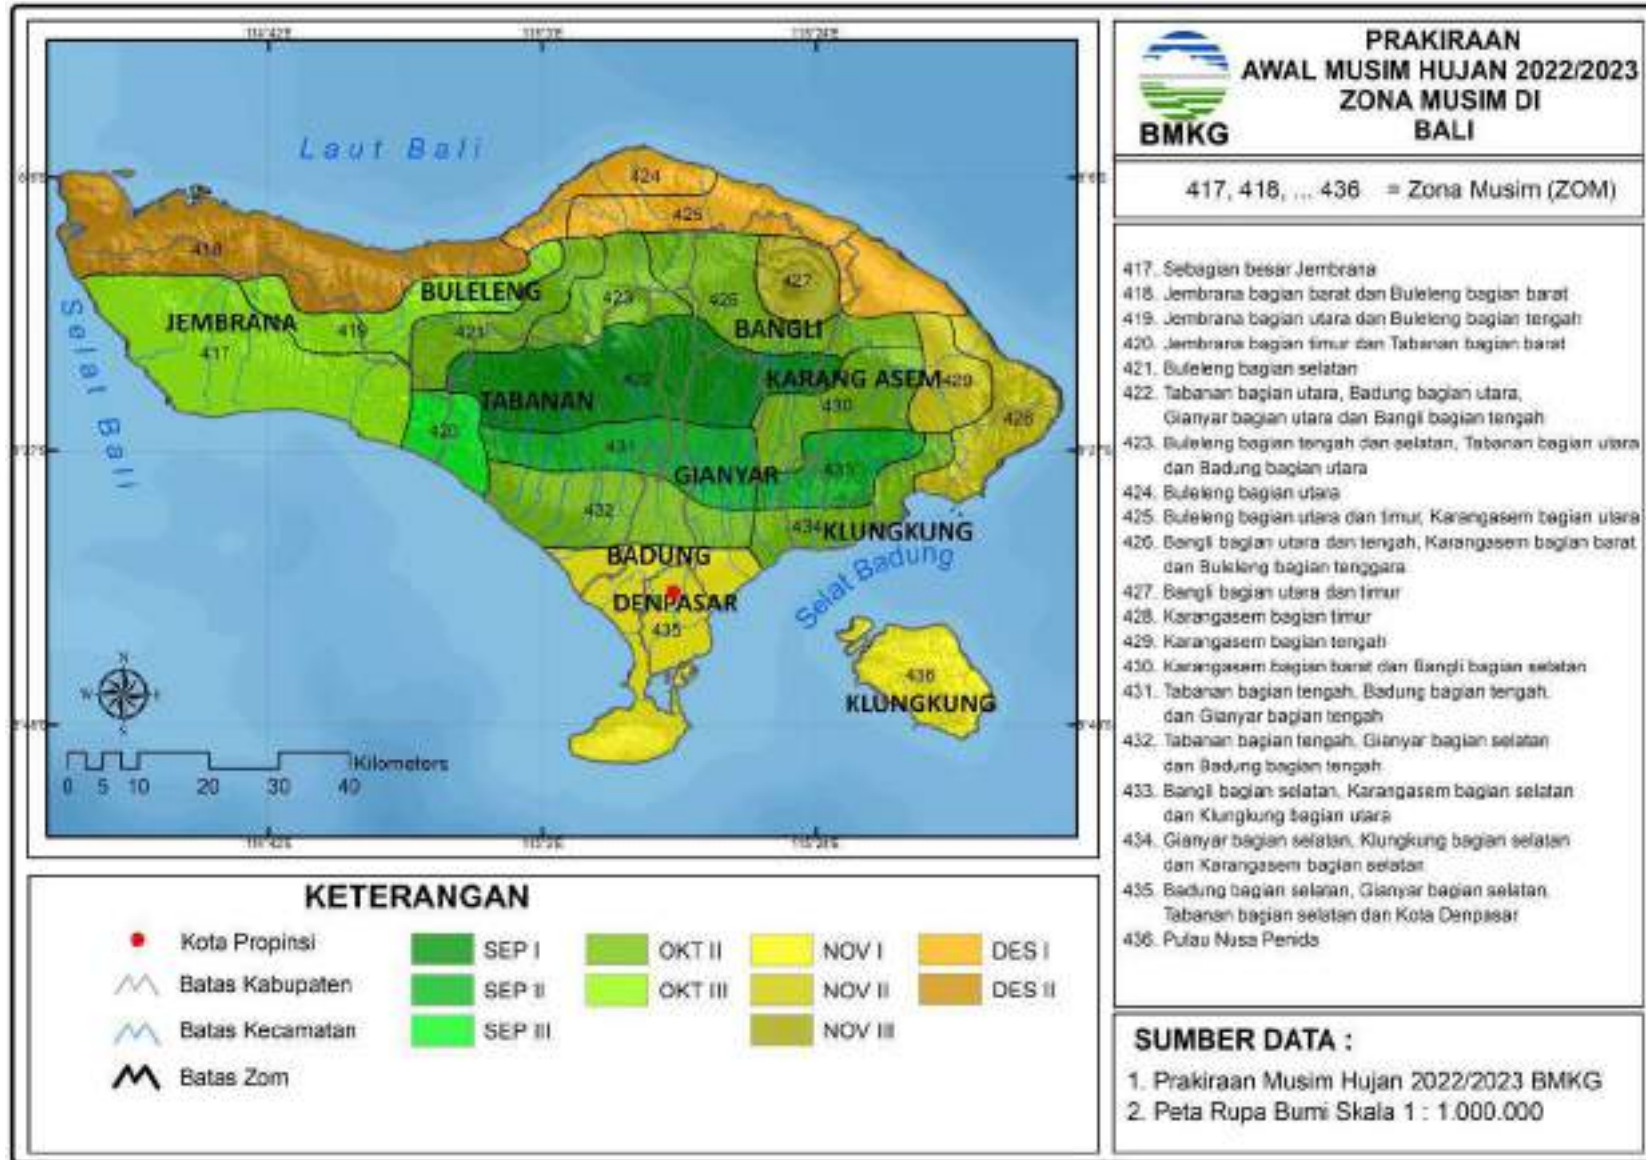 PRAKIRAAN
AWAL MUSIM HUJAN 2022/2023
ZONA MUSIM DI
BALI
BMKG
417, 418, ... 436 = Zona Musim (ZOM)
417. Sebagian besar Jembrana
418. Jembrana bagian barat dan Buleleng bagian barat
419. Jembrana bagian utara dan Buleleng bagian tengah
420. Jembrana bagian timur dan Tabanan bagian barat
421. Buleleng bagian selatan
422. Tabanan bagian utara, Badung bagian utara,
Gianyar bagian utara dan Bangli bagian tengah
423. Buleleng bagian tengah dan selatan, Tabanan bagian utara
dan Badung bagian utara
424. Buleleng bagian utara
425. Buleleng bagian utara dan timur, Karangasem bagian utara
426. Bangli bagian utara dan tengah, Karangasem bagian barat
dan Buleleng bagian tenggara
427. Bangli bagian utara dan timur
428. Karangasem bagian timur
429. Karangasem bagian tengah
430. Karangasem bagian barat dan Bangli bagian selatan
431. Tabanan bagian tengah, Badung bagian tengah,
dan Gianyar bagian tengah
432. Tabanan bagian tengah, Gianyar bagian selatan
dan Badung bagian tengah
433. Bangli bagian selatan, Karangasem bagian selatan
dan Klungkung bagian utara
434. Gianyar bagian selatan, Klungkung bagian selatan
dan Karangasem bagian selatan
435. Badung bagian selatan, Gianyar bagian selatan,
Tabanan bagian selatan dan Kota Denpasar
436. Pulau Nusa Penida
SUMBER DATA :
1. Prakiraan Musim Hujan 2022/2023 BMKG
2. Peta Rupa Bumi Skala 1 : 1.000.000
Laut Bali
424
425
418
427
BULELENG
423
426
JEMBRANA
419
421
BANGLI
417
422
KARANG ASEM
429
TABANAN
430
428
420
431
GIANYAR
433
432
434
KLUNGKUNG
Selat Bali
BADUNG
Selat Badung
DENPASAR
435
436
KLUNGKUNG
N
W
E
S
Kilometers
0 5 10 20 30 40
KETERANGAN
Kota Propinsi
Batas Kabupaten
Batas Kecamatan
Batas Zom
SEP I
SEP II
SEP III
OKT II
OKT III
NOV I
NOV II
NOV III
DES I
DES II